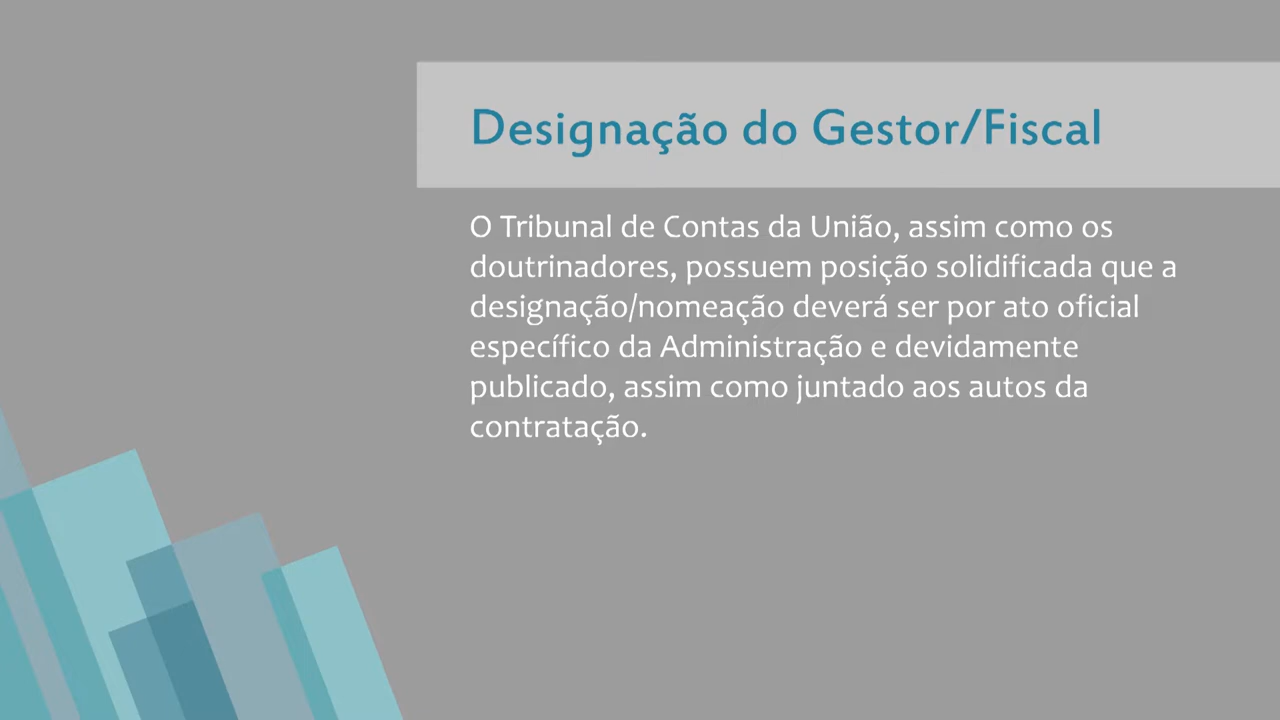 Designação do Gestor/Fiscal
O Tribunal de Contas da União, assim como os
doutrinadores, possuem posição solidificada que a
designação/nomeação deverá ser por ato oficial
específico da Administração e devidamente
publicado, assim como juntado aos autos da
contratação.